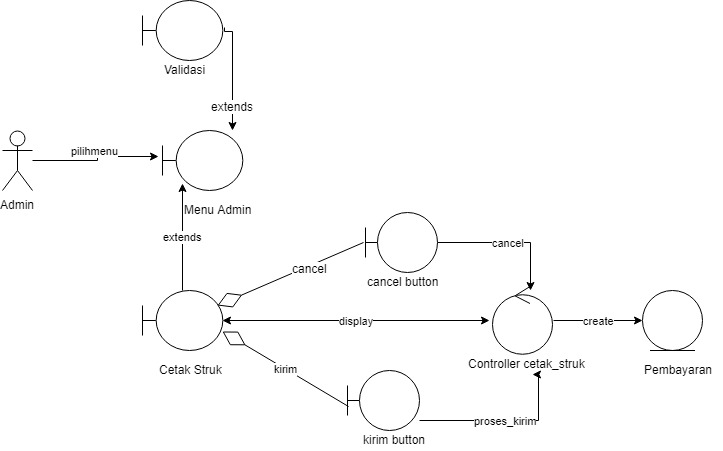 Validasi
extends
pilihmenu
Admin
Menu Admin
extends
cancel
cancel
cancel button
display
create
Cetak Struk
kirim
Controller cetak_struk
Pembayaran
proses_kirim
kirim button